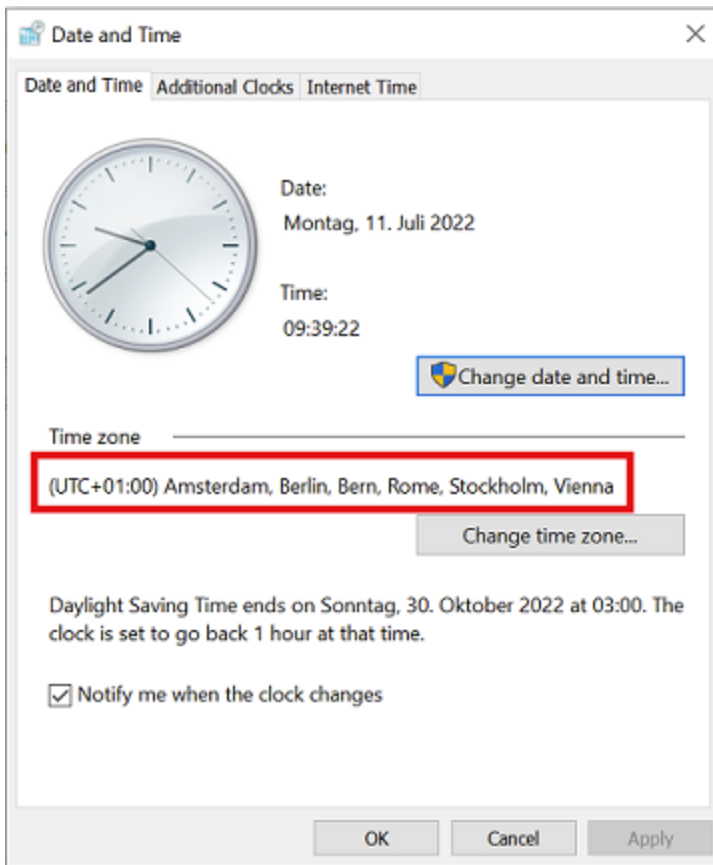 Date and Time
Date and Time Additional Clocks Internet Time
Date:
Montag, 11. Juli 2022
Time:
09:39:22
Change date and time...
Time zone
(UTC+01:00) Amsterdam, Berlin, Bern, Rome, Stockholm, Vienna
Change time zone...
Daylight Saving Time ends on Sonntag, 30. Oktober 2022 at 03:00. The
clock is set to go back 1 hour at that time.
Notify me when the clock changes
OK Cancel Apply